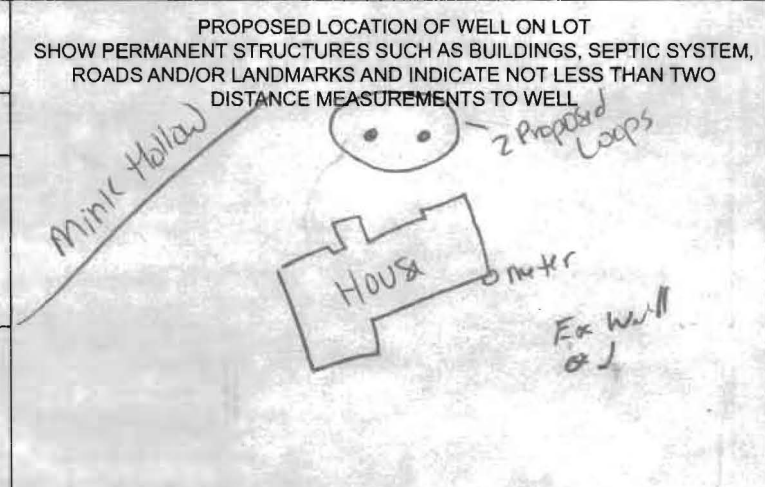 PROPOSED LOCATION OF WELL ON LOT
SHOW PERMANENT STRUCTURES SUCH AS BUILDINGS, SEPTIC SYSTEM,
ROADS AND/OR LANDMARKS AND INDICATE NOT LESS THAN TWO
DISTANCE MEASUREMENTS TO WELL
Mink Hollow
2 Proposed
Loops
House
meter
Ex Well